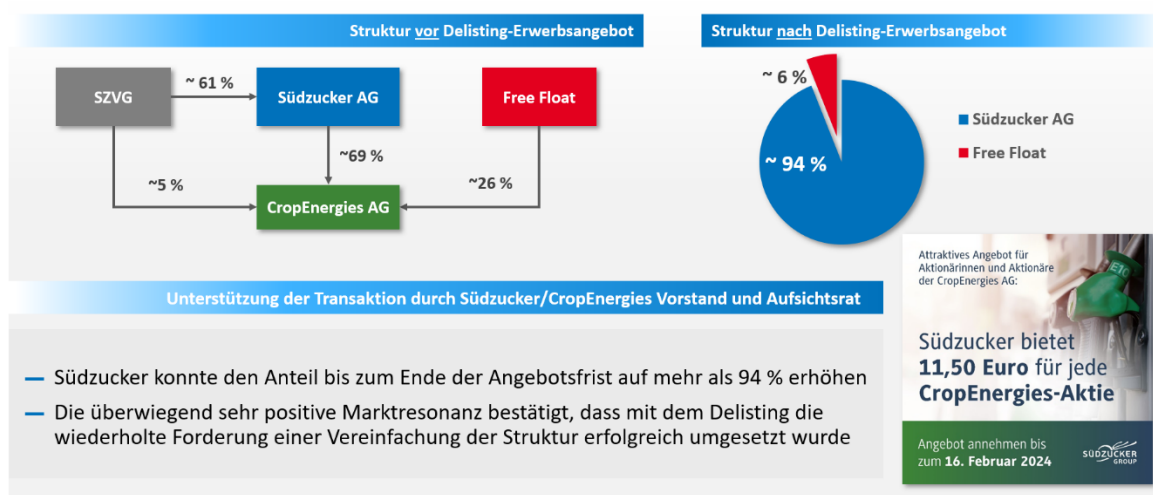 Struktur vor Delisting-Erwerbsangebot
SZVG
~ 61 %
Südzucker AG
Free Float
~69 %
~5 %
~26 %
CropEnergies AG
Struktur nach Delisting-Erwerbsangebot
~ 6 %
~ 94 %
Südzucker AG
Free Float
Unterstützung der Transaktion durch Südzucker/CropEnergies Vorstand und Aufsichtsrat
— Südzucker konnte den Anteil bis zum Ende der Angebotsfrist auf mehr als 94 % erhöhen
— Die überwiegend sehr positive Marktresonanz bestätigt, dass mit dem Delisting die
wiederholte Forderung einer Vereinfachung der Struktur erfolgreich umgesetzt wurde
Attraktives Angebot für
Aktionärinnen und Aktionäre
der CropEnergies AG:
E10
Südzucker bietet
11,50 Euro für jede
CropEnergies-Aktie
Angebot annehmen bis
zum 16. Februar 2024
SÜDZUCKER
GROUP